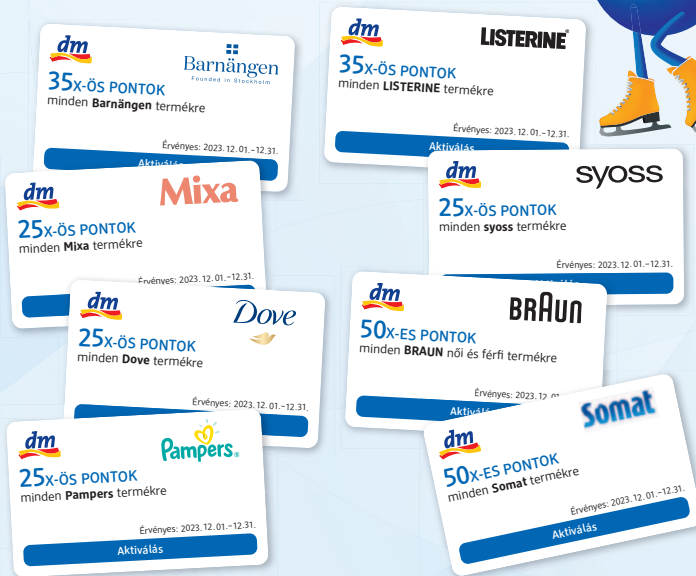 dm
Barnängen
Founded in Stockholm
35X-ÖS PONTOK
minden Barnängen termékre
Érvényes: 2023.12.01.-12.31.
Aktiválás
dm
LISTERINE®
35X-ÖS PONTOK
minden LISTERINE termékre
Érvényes: 2023.12.01.-12.31.
Aktiválás
dm
Mixa
25X-ÖS PONTOK
minden Mixa termékre
Érvényes: 2023.12.01.-12.31.
dm
syoss
25X-ÖS PONTOK
minden syoss termékre
Érvényes: 2023.12.01.-12.31.
dm
Dove
25X-ÖS PONTOK
minden Dove termékre
Érvényes: 2023.12.01.-12.31.
dm
BRAUN
50X-ES PONTOK
minden BRAUN női és férfi termékre
Érvényes: 2023.12.
dm
Pampers®
25X-ÖS PONTOK
minden Pampers termékre
Érvényes: 2023.12.01.-12.31.
Aktiválás
dm
Somat
50X-ES PONTOK
minden Somat termékre
Érvényes: 2023.12.01.-12.31.
Aktiválás